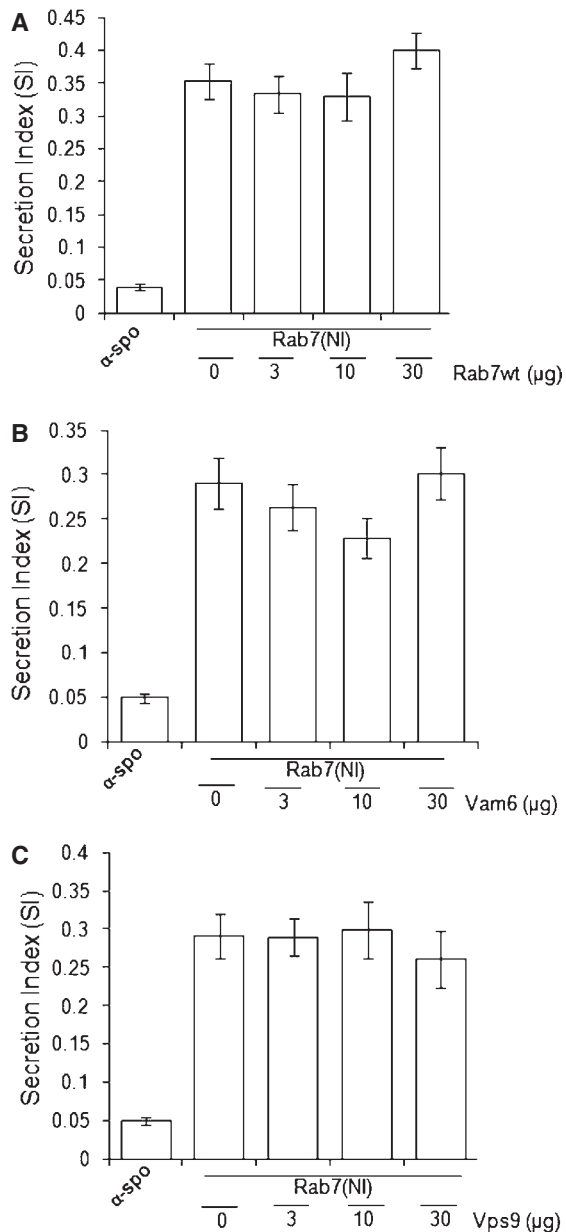 A
Secretion Index (SI)
0.45
0.4
0.35
0.3
0.25
0.2
0.15
0.1
0.05
0
α-spo
Rab7(NI)
0 3 10 30 Rab7wt (µg)
B
Secretion Index (SI)
0.35
0.3
0.25
0.2
0.15
0.1
0.05
0
α-spo
Rab7(NI)
0 3 10 30 Vam6 (µg)
C
Secretion Index (SI)
0.4
0.35
0.3
0.25
0.2
0.15
0.1
0.05
0
α-spo
Rab7(NI)
0 3 10 30 Vps9 (µg)